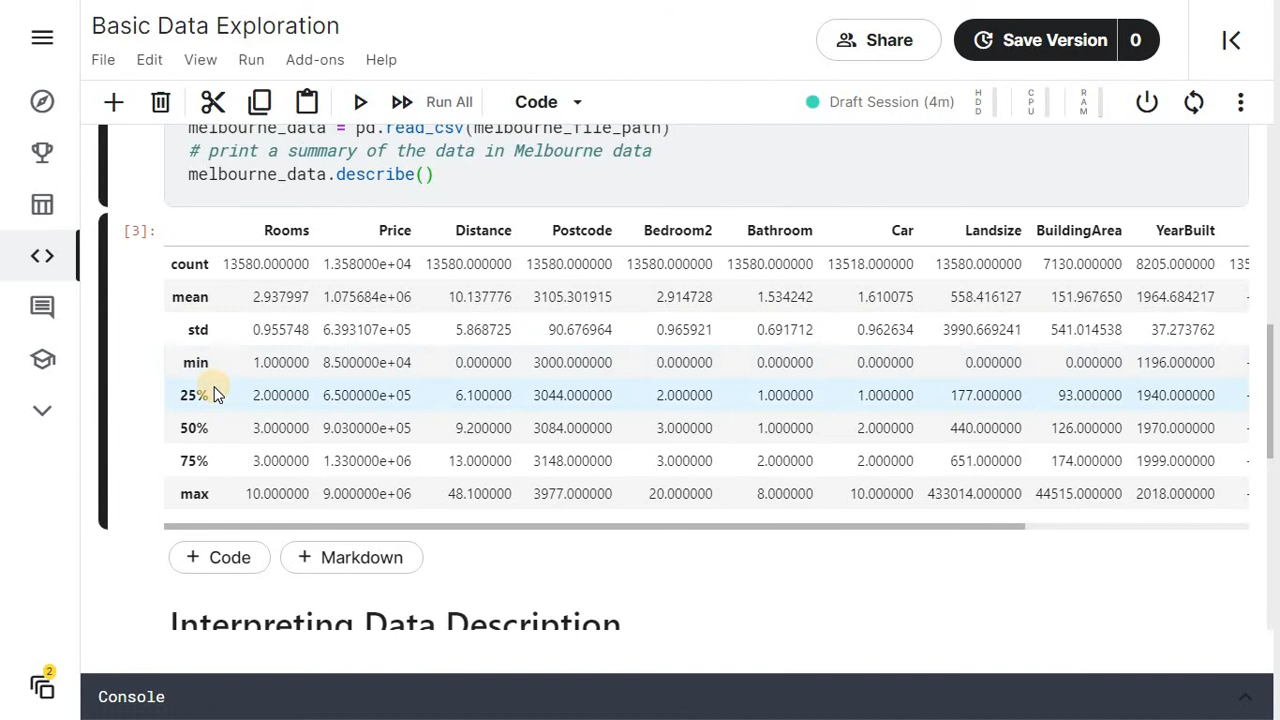 Basic Data Exploration
File Edit View Run Add-ons Help
Share
Save Version 0
Run All
Code
Draft Session (4m)
HDD
CPU
RAM
melbourne_data = pd.read_csv(melbourne_file_path)
# print a summary of the data in Melbourne data
melbourne_data.describe()
[3]:
Rooms Price Distance Postcode Bedroom2 Bathroom Car Landsize BuildingArea YearBuilt
count 13580.000000 1.358000e+04 13580.000000 13580.000000 13580.000000 13580.000000 13518.000000 13580.000000 7130.000000 8205.000000 135
mean 2.937997 1.075684e+06 10.137776 3105.301915 2.914728 1.534242 1.610075 558.416127 151.967650 1964.684217 -
std 0.955748 6.393107e+05 5.868725 90.676964 0.965921 0.691712 0.962634 3990.669241 541.014538 37.273762
min 1.000000 8.500000e+04 0.000000 3000.000000 0.000000 0.000000 0.000000 0.000000 0.000000 1196.000000 -
25% 2.000000 6.500000e+05 6.100000 3044.000000 2.000000 1.000000 1.000000 177.000000 93.000000 1940.000000 -
50% 3.000000 9.030000e+05 9.200000 3084.000000 3.000000 1.000000 2.000000 440.000000 126.000000 1970.000000 -
75% 3.000000 1.330000e+06 13.000000 3148.000000 3.000000 2.000000 2.000000 651.000000 174.000000 1999.000000 -
max 10.000000 9.000000e+06 48.100000 3977.000000 20.000000 8.000000 10.000000 433014.000000 44515.000000 2018.000000 -
+ Code + Markdown
Interpreting Data Description
2
Console